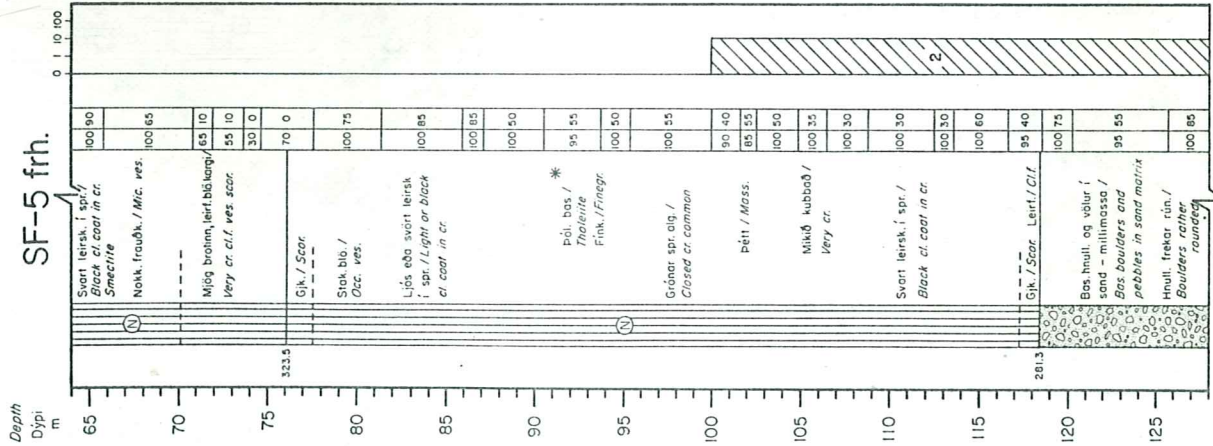 SF-5 frh.
Depth
Dýpi
m
0 1 10 100
65
70
75
80
85
90
95
100
105
110
115
120
125
323.5
281.3
N
N
Svart leirsk. í spr./
Black cl. coat in cr.
Smectite
Nokk. frauðk./Mic. ves.
Mjög brotinn, leirf. blö. kargi/
Very cr. cl.f. ves. scor.
Gjk./Scor.
Stak. blö./
Occ. ves.
Ljós eða svört leirsk
í spr./Light or black
cl. coat in cr.
*
Þól. bas./
Tholeiite
Fínk./Finegr.
Grónar spr. alg./
Closed cr. common
Þétt/Mass.
Mikið kubbað/
Very cr.
Svart leirsk. í spr./
Black cl. coat in cr.
Gjk./Scor. Leirf./Cl.f.
Bas. hnull. og völur í
sand - millimassa/
Bas. boulders and
pebbles in sand matrix
Hnull. frekar rún./
Boulders rather
rounded
100 90
100 65
65 10
55 10
30 0
70 0
100 75
100 85
100 85
100 50
95 55
100 50
100 55
90 40
85 55
100 50
100 35
100 30
100 30
100 30
100 60
95 40
100 75
95 55
100 85
2